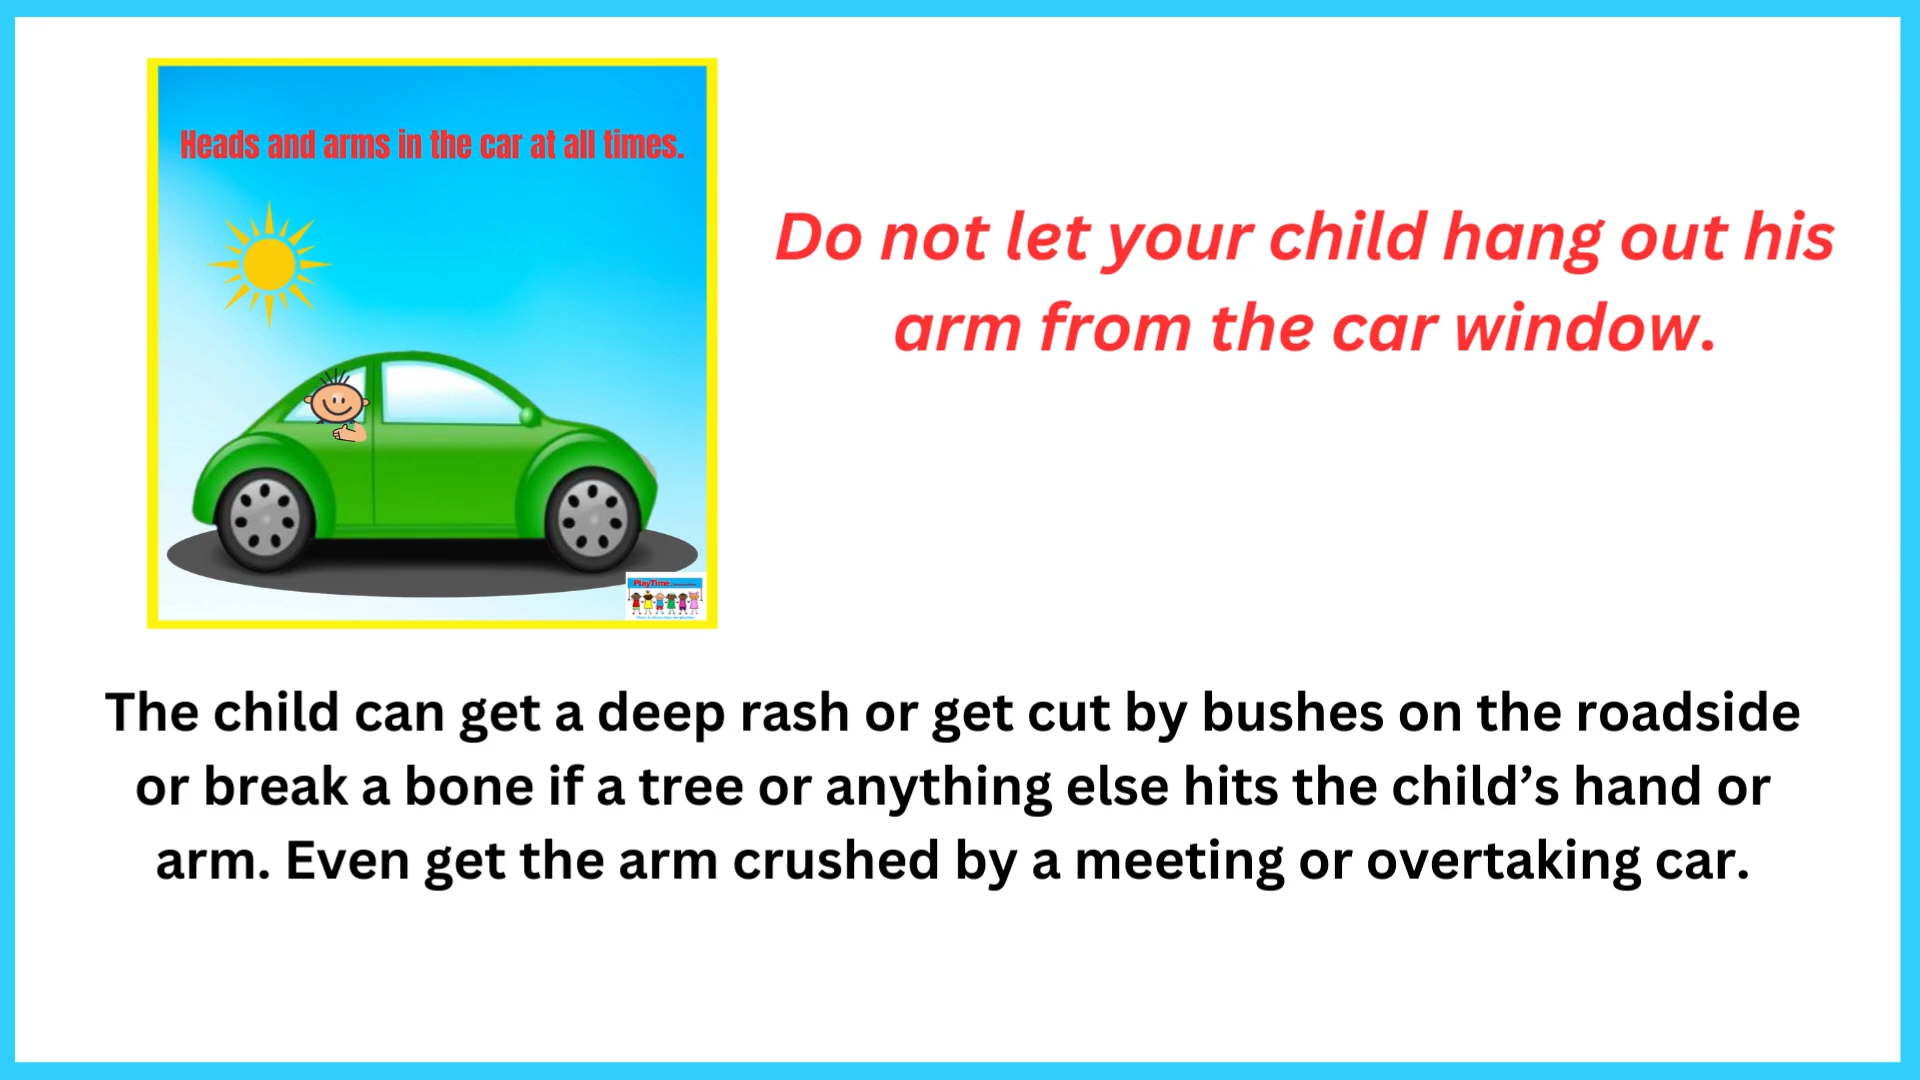 Heads and arms in the car at all times.
Do not let your child hang out his
arm from the car window.
PlayTime
The child can get a deep rash or get cut by bushes on the roadside
or break a bone if a tree or anything else hits the child’s hand or
arm. Even get the arm crushed by a meeting or overtaking car.